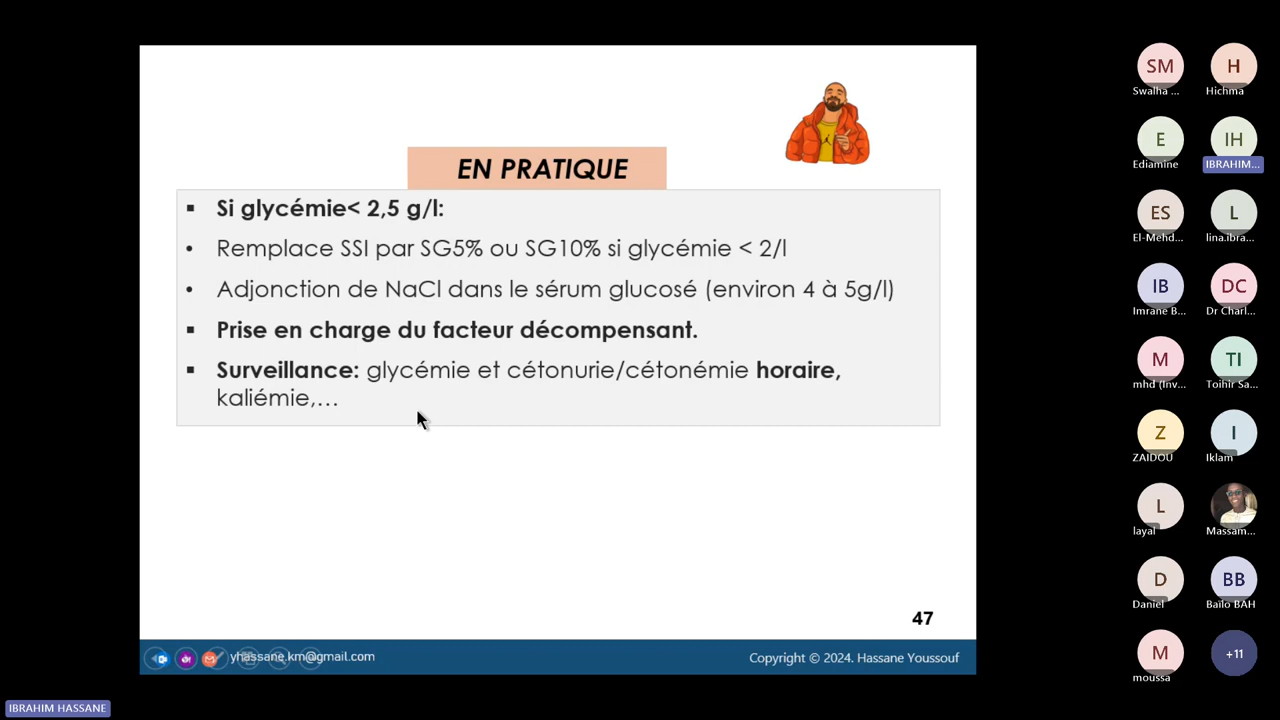 EN PRATIQUE
▪ Si glycémie< 2,5 g/l:
• Remplace SSI par SG5% ou SG10% si glycémie < 2/l
• Adjonction de NaCl dans le sérum glucosé (environ 4 à 5g/l)
▪ Prise en charge du facteur décompensant.
▪ Surveillance: glycémie et cétonurie/cétonémie horaire,
kaliémie,...
47
yhassane.km@gmail.com
Copyright © 2024. Hassane Youssouf
SM
Swalha ...
H
Hichma
E
Ediamine
IH
IBRAHIM...
ES
El-Mehd...
L
lina.ibra...
IB
Imrane B...
DC
Dr Charl...
M
mhd (Inv...
TI
Toihir Sa...
Z
ZAIDOU
I
Iklam
L
layal
Massam...
D
Daniel
BB
Bailo BAH
M
moussa
+11
IBRAHIM HASSANE